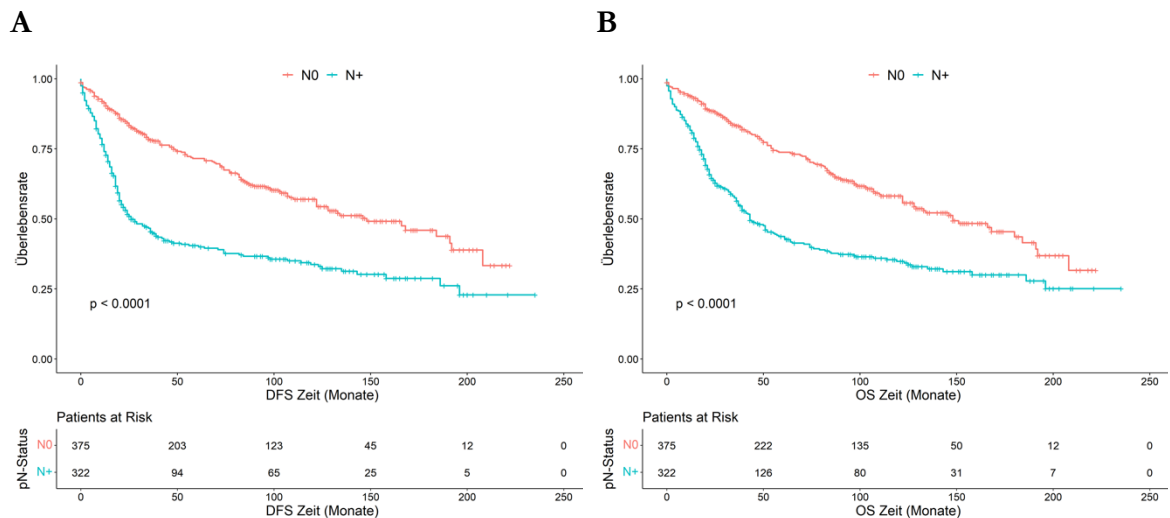 A
N0 N+
1.00
0.75
0.50
0.25
0.00
Überlebensrate
p < 0.0001
0 50 100 150 200 250
DFS Zeit (Monate)
Patients at Risk
pN-Status
N0 375 203 123 45 12 0
N+ 322 94 65 25 5 0
0 50 100 150 200 250
DFS Zeit (Monate)
B
N0 N+
1.00
0.75
0.50
0.25
0.00
Überlebensrate
p < 0.0001
0 50 100 150 200 250
OS Zeit (Monate)
Patients at Risk
pN-Status
N0 375 222 135 50 12 0
N+ 322 126 80 31 7 0
0 50 100 150 200 250
OS Zeit (Monate)